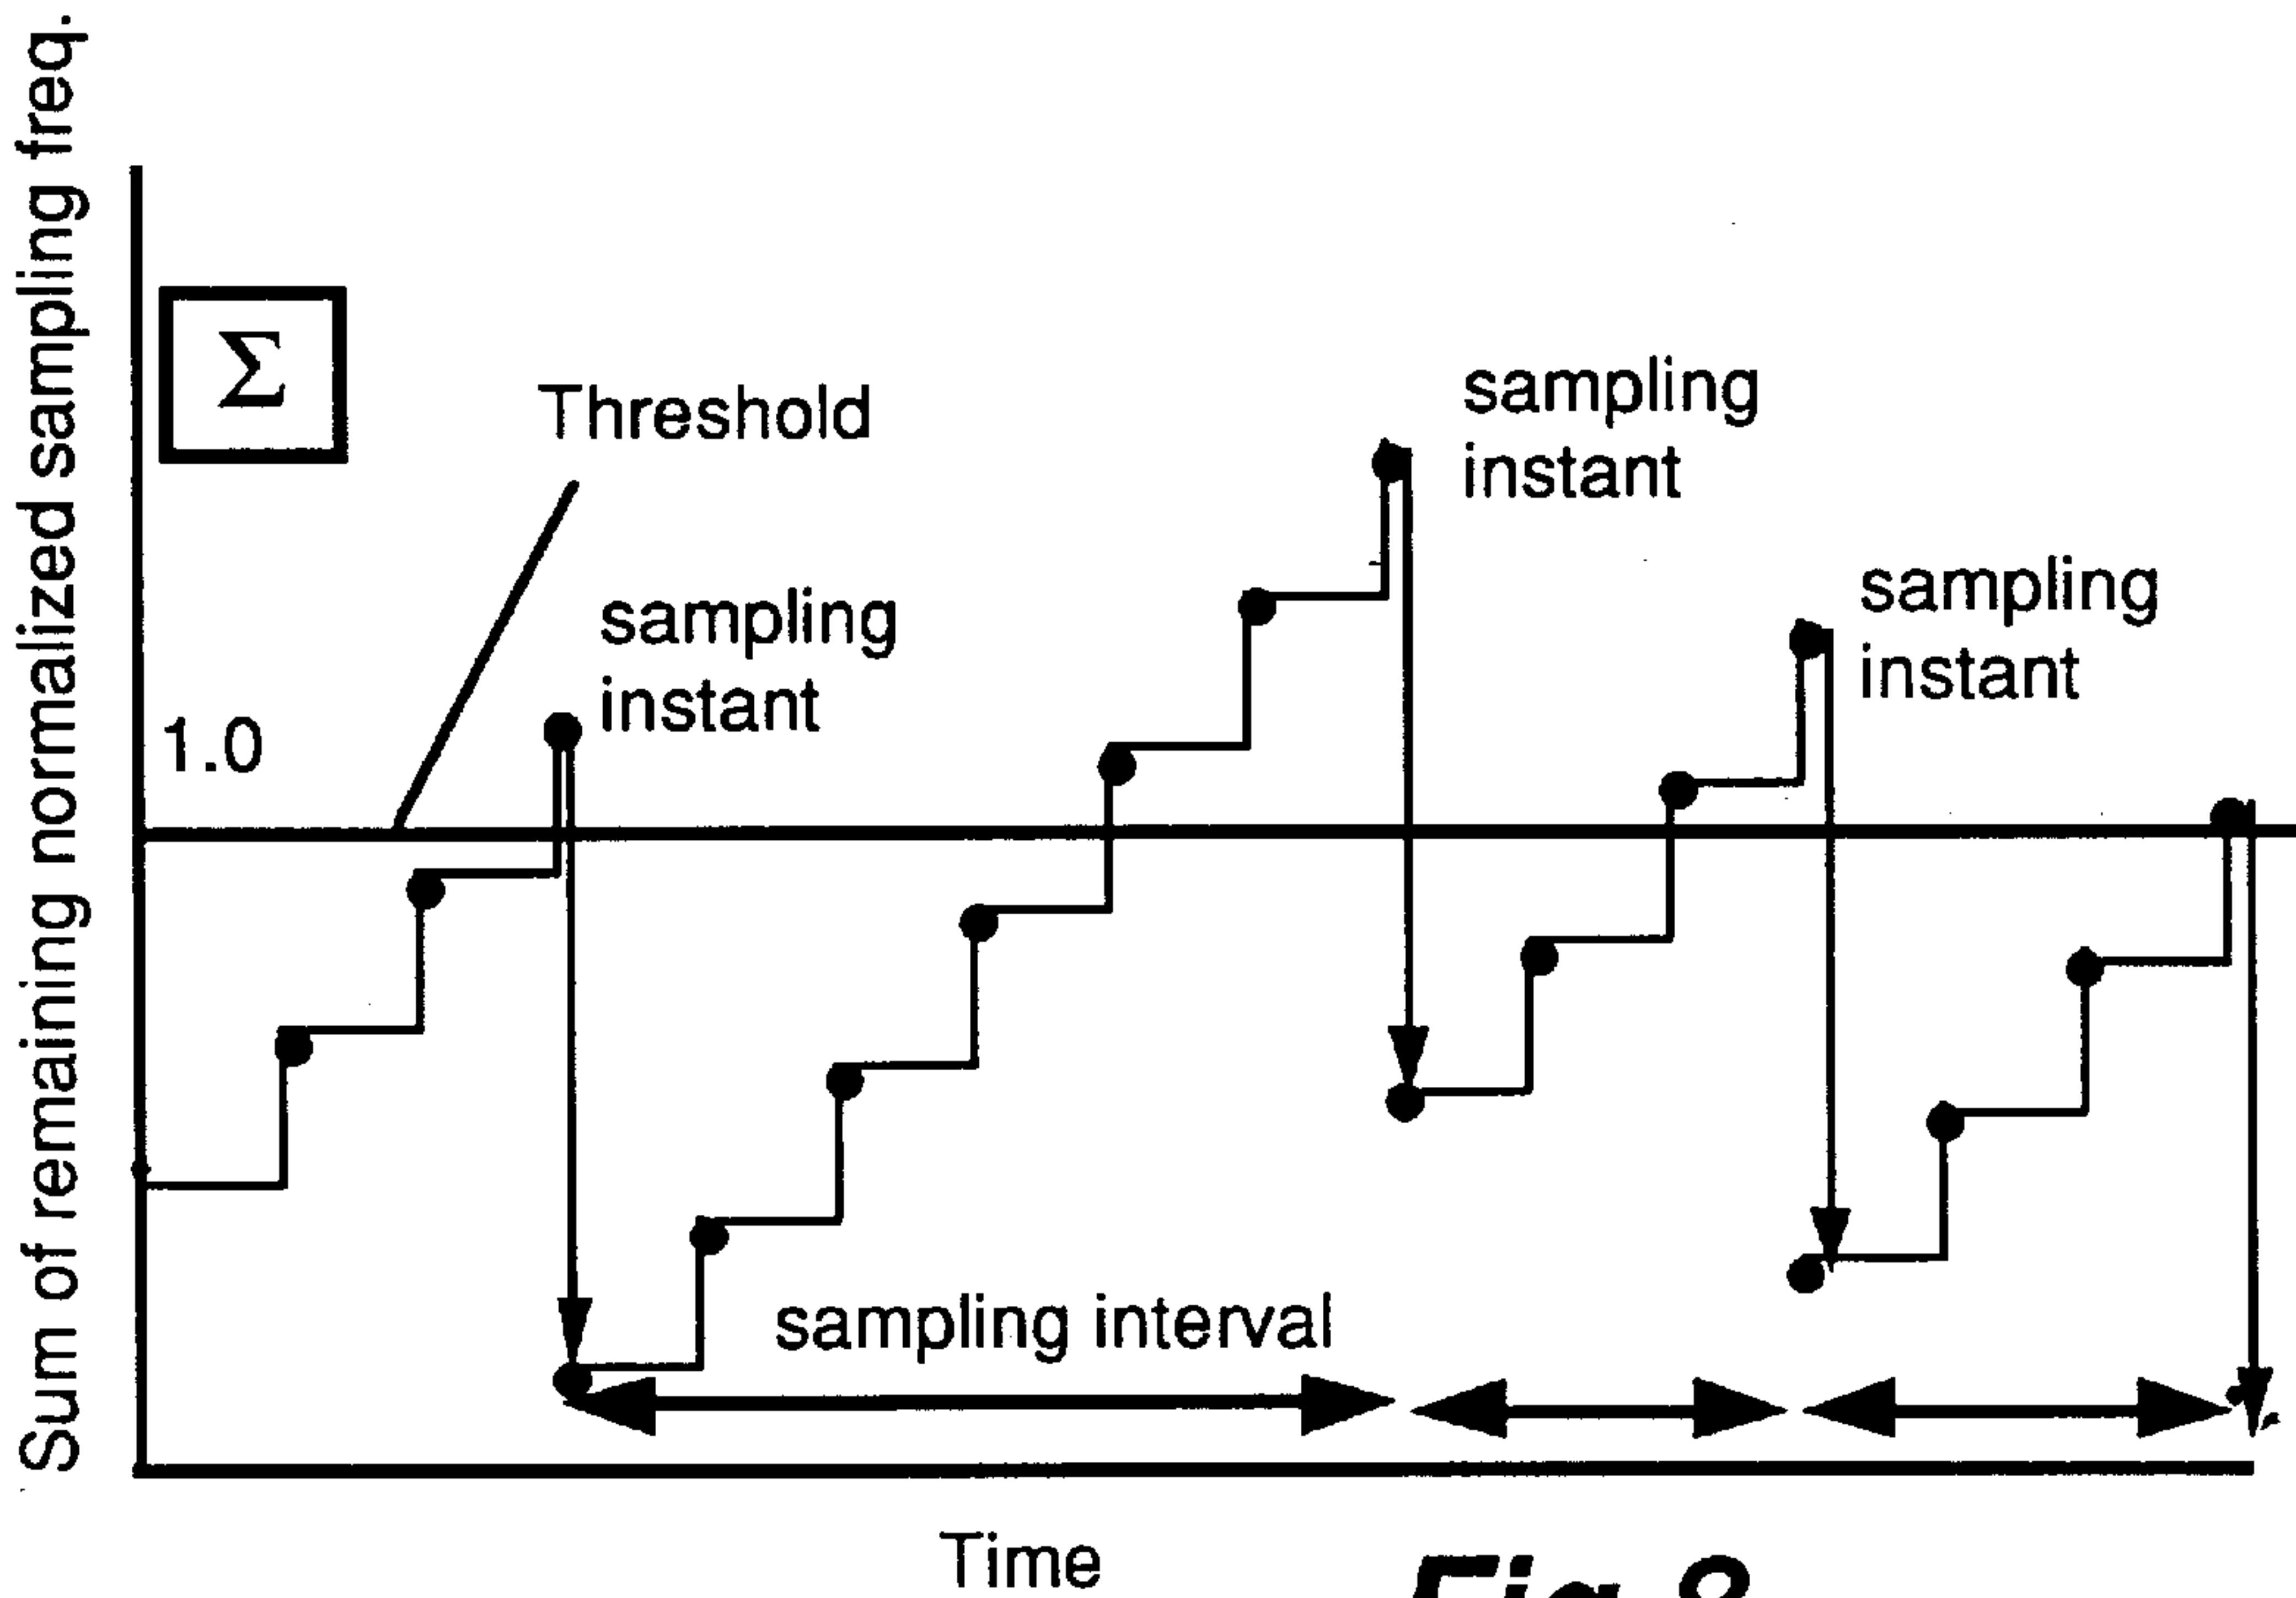 Sum of remaining normalized sampling freq.
Σ
Threshold
sampling
instant
sampling
instant
sampling
instant
1.0
sampling interval
Time